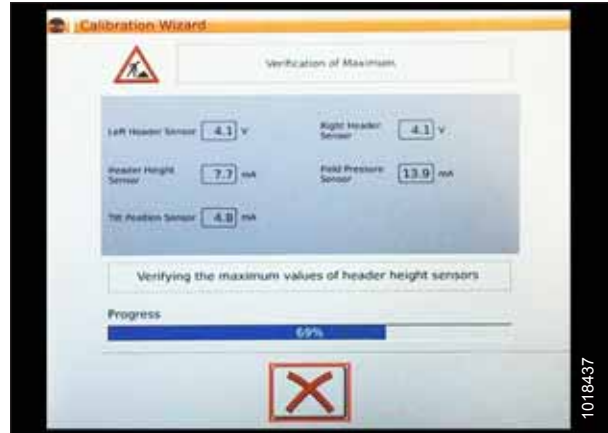 Calibration Wizard
Verification of Maximum
Left Header Sensor 4.1 V
Right Header Sensor 4.1 V
Header Height Sensor 7.7 mA
Field Pressure Sensor 13.9 mA
Tilt Position Sensor 4.8 mA
Verifying the maximum values of header height sensors
Progress
69%
1018437